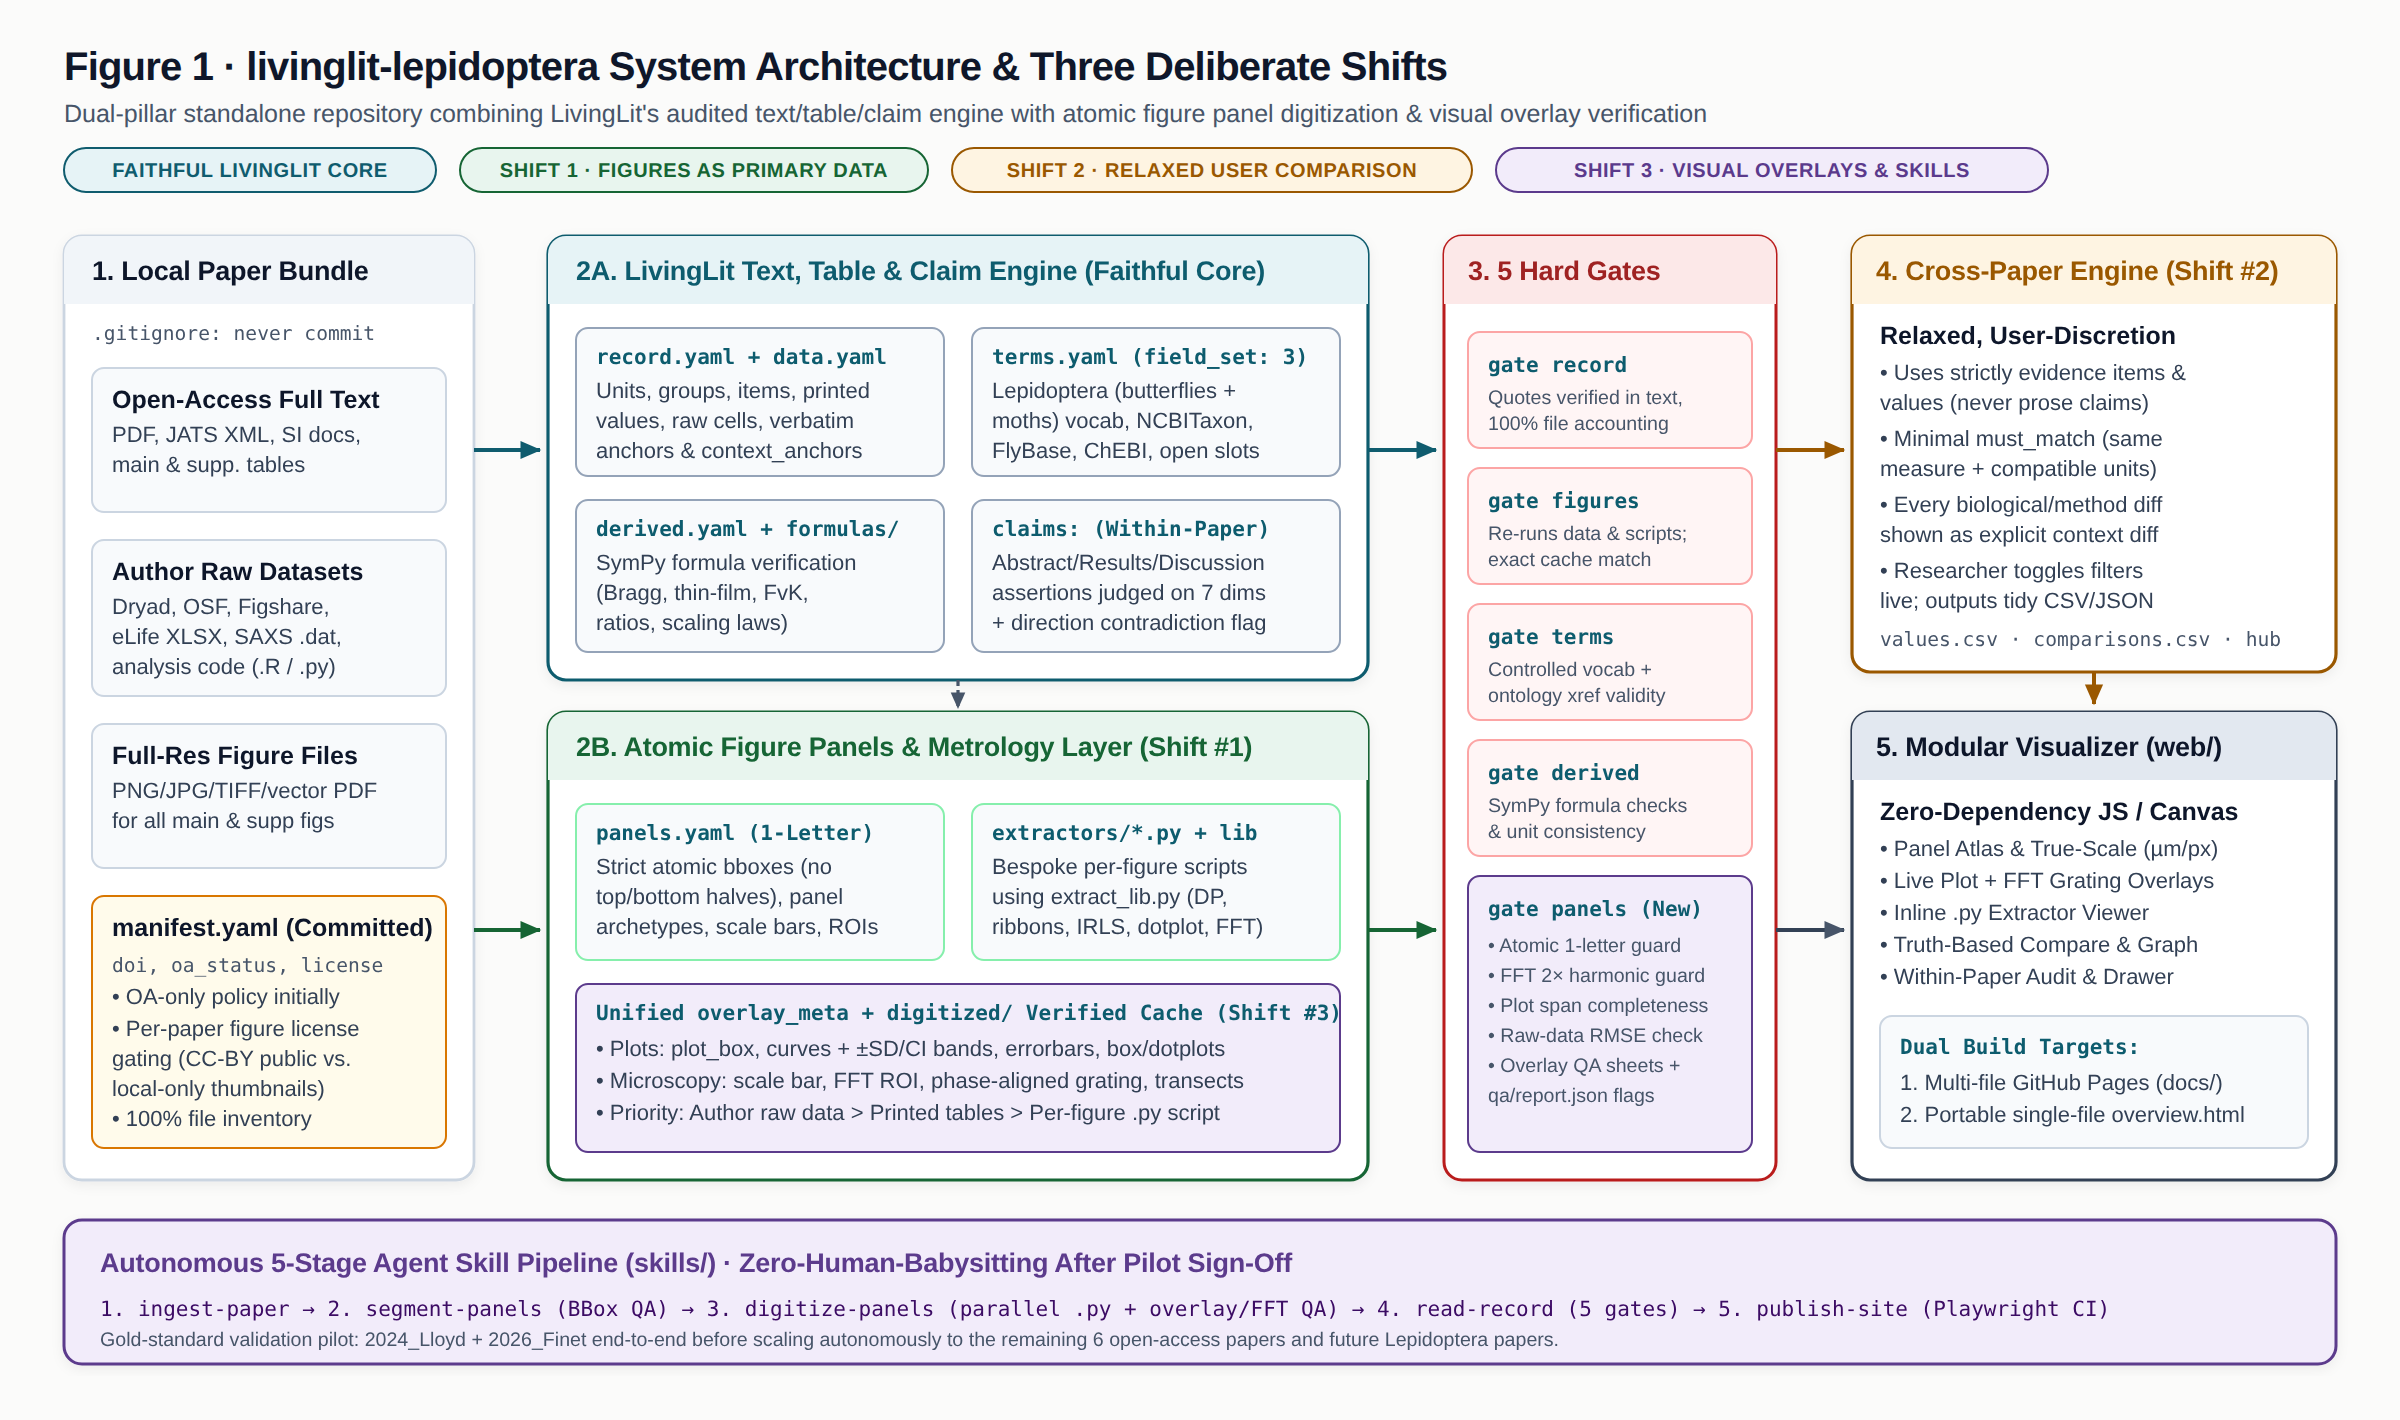 Figure 1 · livinglit-lepidoptera System Architecture & Three Deliberate Shifts
Dual-pillar standalone repository combining LivingLit's audited text/table/claim engine with atomic figure panel digitization & visual overlay verification
FAITHFUL LIVINGLIT CORE
SHIFT 1 · FIGURES AS PRIMARY DATA
SHIFT 2 · RELAXED USER COMPARISON
SHIFT 3 · VISUAL OVERLAYS & SKILLS
1. Local Paper Bundle
.gitignore: never commit
Open-Access Full Text
PDF, JATS XML, SI docs,
main & supp. tables
Author Raw Datasets
Dryad, OSF, Figshare,
eLife XLSX, SAXS .dat,
analysis code (.R / .py)
Full-Res Figure Files
PNG/JPG/TIFF/vector PDF
for all main & supp figs
manifest.yaml (Committed)
doi, oa_status, license
• OA-only policy initially
• Per-paper figure license
gating (CC-BY public vs.
local-only thumbnails)
• 100% file inventory
2A. LivingLit Text, Table & Claim Engine (Faithful Core)
record.yaml + data.yaml
Units, groups, items, printed
values, raw cells, verbatim
anchors & context_anchors
terms.yaml (field_set: 3)
Lepidoptera (butterflies +
moths) vocab, NCBITaxon,
FlyBase, ChEBI, open slots
derived.yaml + formulas/
SymPy formula verification
(Bragg, thin-film, FvK,
ratios, scaling laws)
claims: (Within-Paper)
Abstract/Results/Discussion
assertions judged on 7 dims
+ direction contradiction flag
2B. Atomic Figure Panels & Metrology Layer (Shift #1)
panels.yaml (1-Letter)
Strict atomic bboxes (no
top/bottom halves), panel
archetypes, scale bars, ROIs
extractors/*.py + lib
Bespoke per-figure scripts
using extract_lib.py (DP,
ribbons, IRLS, dotplot, FFT)
Unified overlay_meta + digitized/ Verified Cache (Shift #3)
• Plots: plot_box, curves + ±SD/CI bands, errorbars, box/dotplots
• Microscopy: scale bar, FFT ROI, phase-aligned grating, transects
• Priority: Author raw data > Printed tables > Per-figure .py script
3. 5 Hard Gates
gate record
Quotes verified in text,
100% file accounting
gate figures
Re-runs data & scripts;
exact cache match
gate terms
Controlled vocab +
ontology xref validity
gate derived
SymPy formula checks
& unit consistency
gate panels (New)
• Atomic 1-letter guard
• FFT 2× harmonic guard
• Plot span completeness
• Raw-data RMSE check
• Overlay QA sheets +
qa/report.json flags
4. Cross-Paper Engine (Shift #2)
Relaxed, User-Discretion
• Uses strictly evidence items &
values (never prose claims)
• Minimal must_match (same
measure + compatible units)
• Every biological/method diff
shown as explicit context diff
• Researcher toggles filters
live; outputs tidy CSV/JSON
values.csv · comparisons.csv · hub
5. Modular Visualizer (web/)
Zero-Dependency JS / Canvas
• Panel Atlas & True-Scale (µm/px)
• Live Plot + FFT Grating Overlays
• Inline .py Extractor Viewer
• Truth-Based Compare & Graph
• Within-Paper Audit & Drawer
Dual Build Targets:
1. Multi-file GitHub Pages (docs/)
2. Portable single-file overview.html
Autonomous 5-Stage Agent Skill Pipeline (skills/) · Zero-Human-Babysitting After Pilot Sign-Off
1. ingest-paper → 2. segment-panels (BBox QA) → 3. digitize-panels (parallel .py + overlay/FFT QA) → 4. read-record (5 gates) → 5. publish-site (Playwright CI)
Gold-standard validation pilot: 2024_Lloyd + 2026_Finet end-to-end before scaling autonomously to the remaining 6 open-access papers and future Lepidoptera papers.